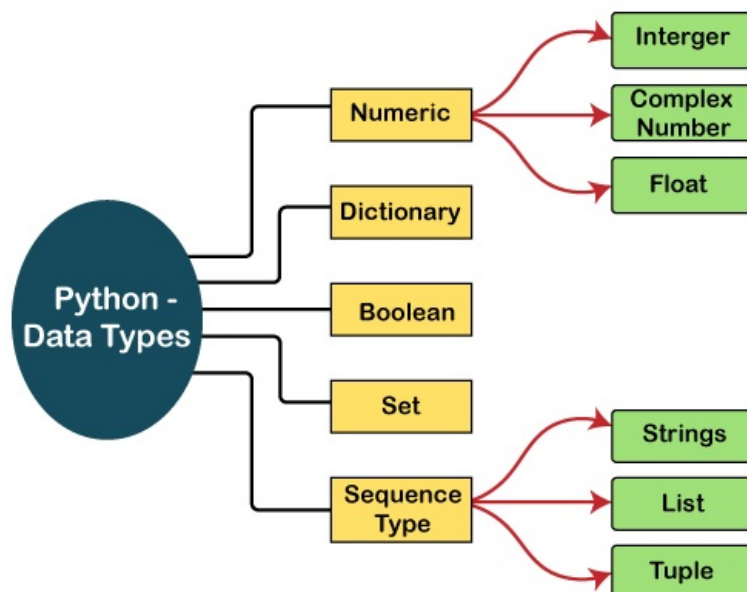 Python -
Data Types
Numeric
Dictionary
Boolean
Set
Sequence
Type
Interger
Complex
Number
Float
Strings
List
Tuple